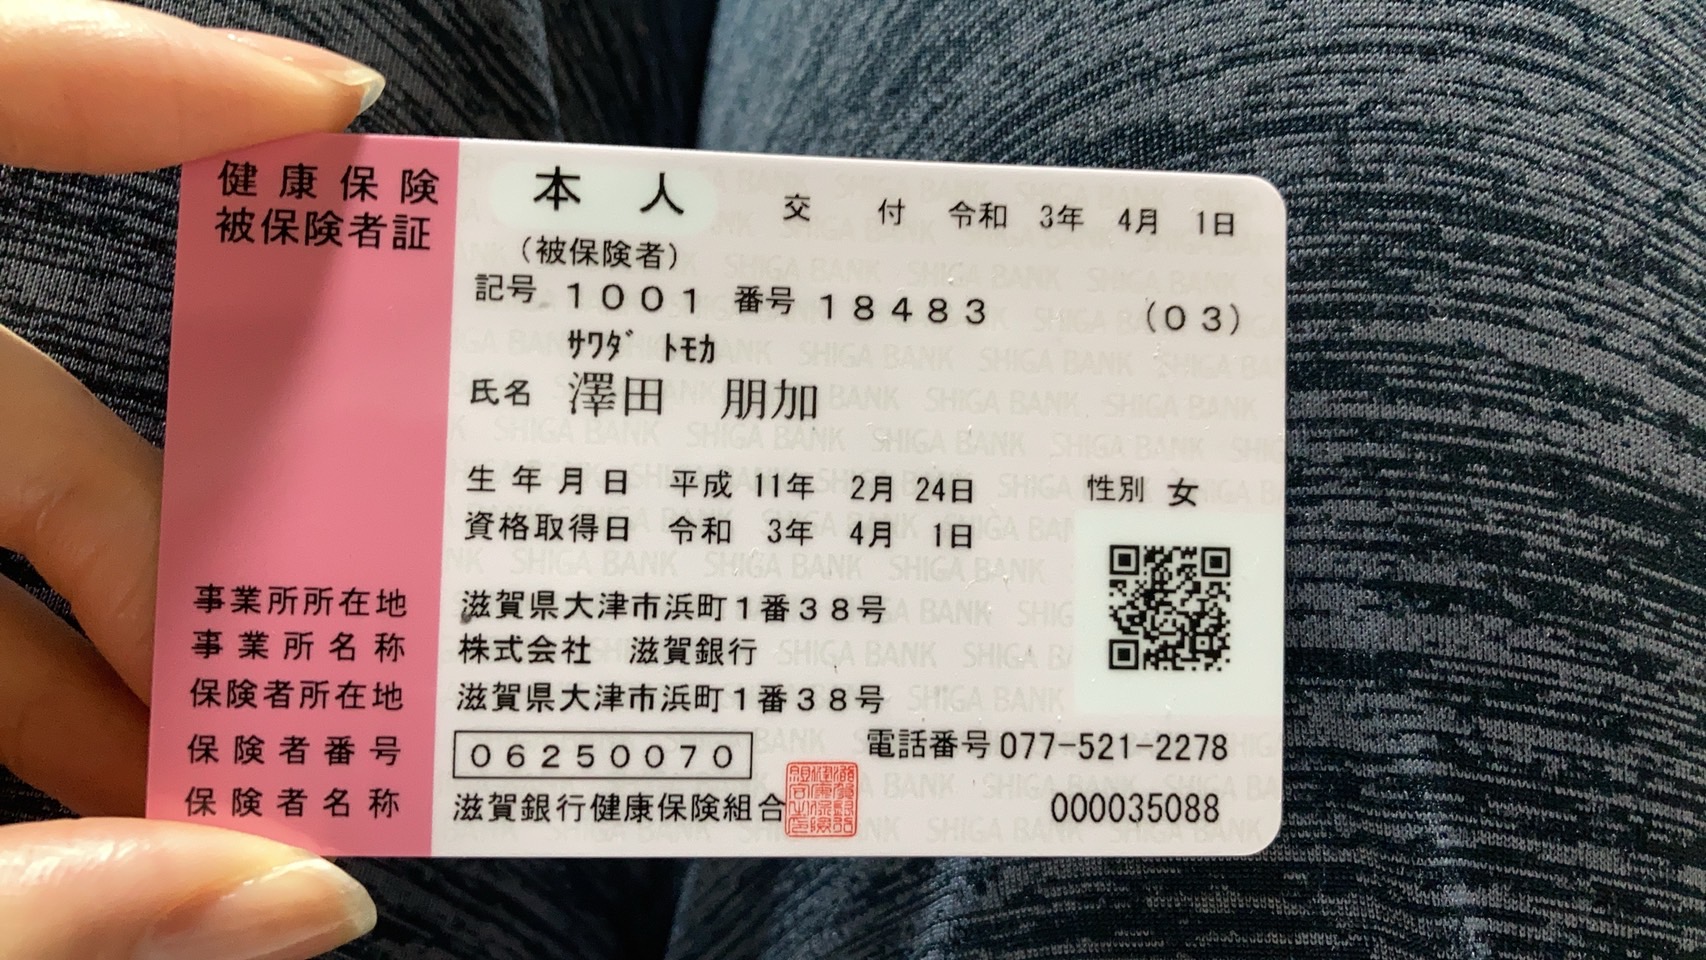 健康保険
被保険者証
本人
(被保険者)
交付 令和 3年 4月 1日
記号 1001 番号 18483 (03)
サワダ トモカ
氏名 澤田 朋加
生年月日 平成 11年 2月 24日 性別 女
資格取得日 令和 3年 4月 1日
事業所所在地 滋賀県大津市浜町1番38号
事業所名称 株式会社 滋賀銀行
保険者所在地 滋賀県大津市浜町1番38号
保険者番号 06250070 電話番号 077-521-2278
保険者名称 滋賀銀行健康保険組合 000035088
SHIGA BANK